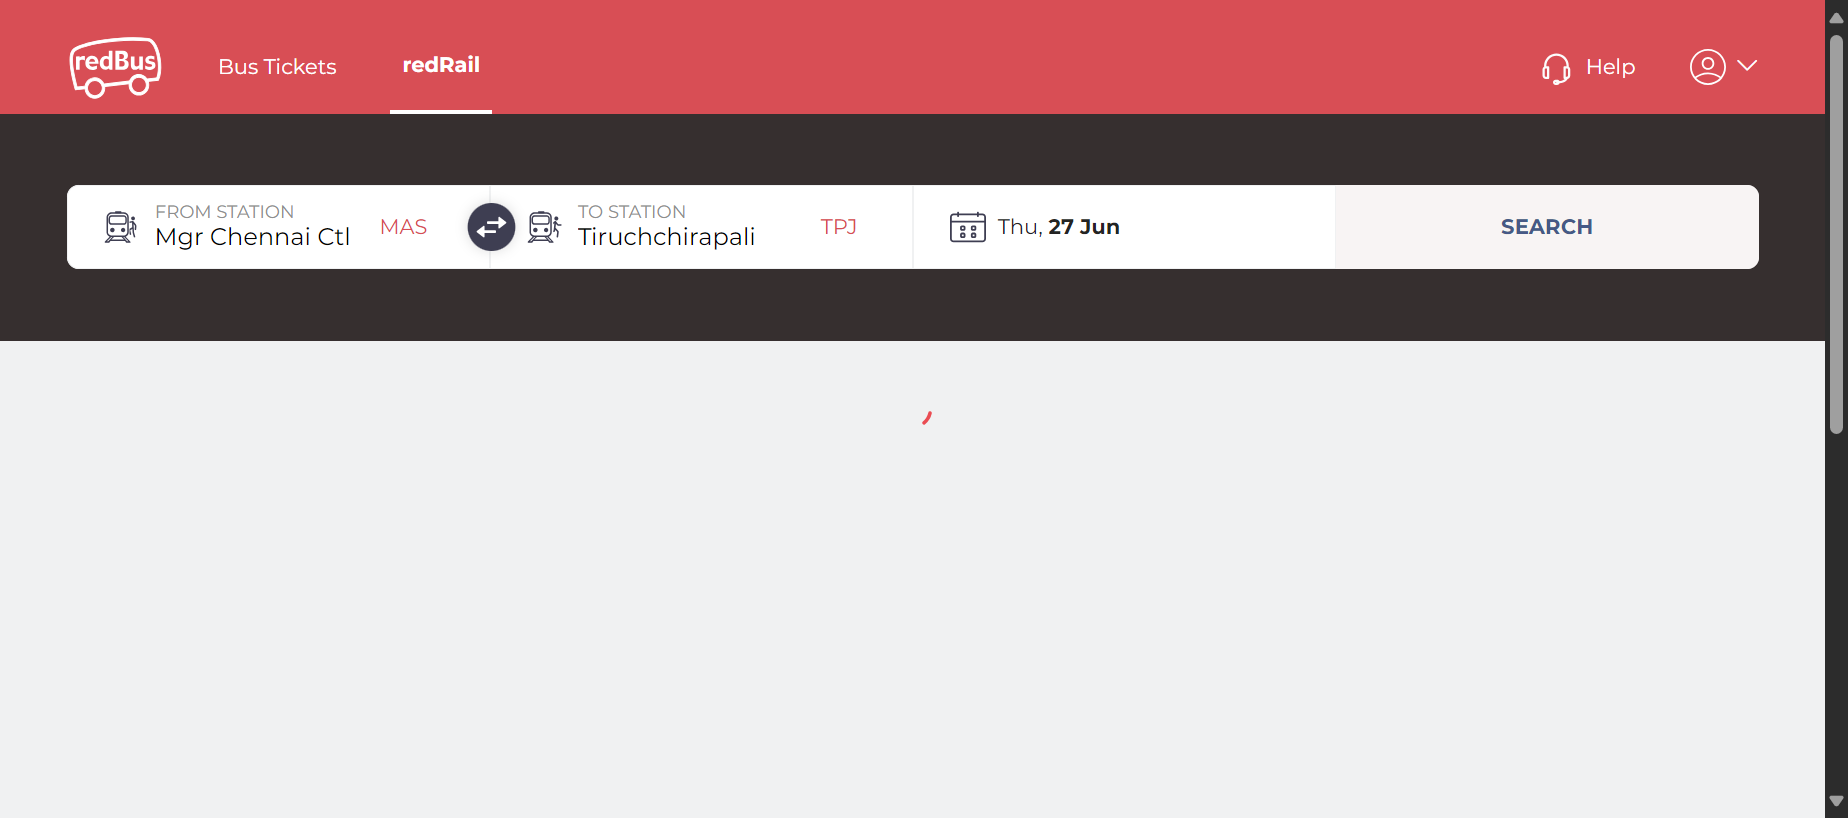 redBus
Bus Tickets
redRail
Help
FROM STATION
Mgr Chennai Ctl
MAS
TO STATION
Tiruchchirapali
TPJ
Thu, 27 Jun
SEARCH